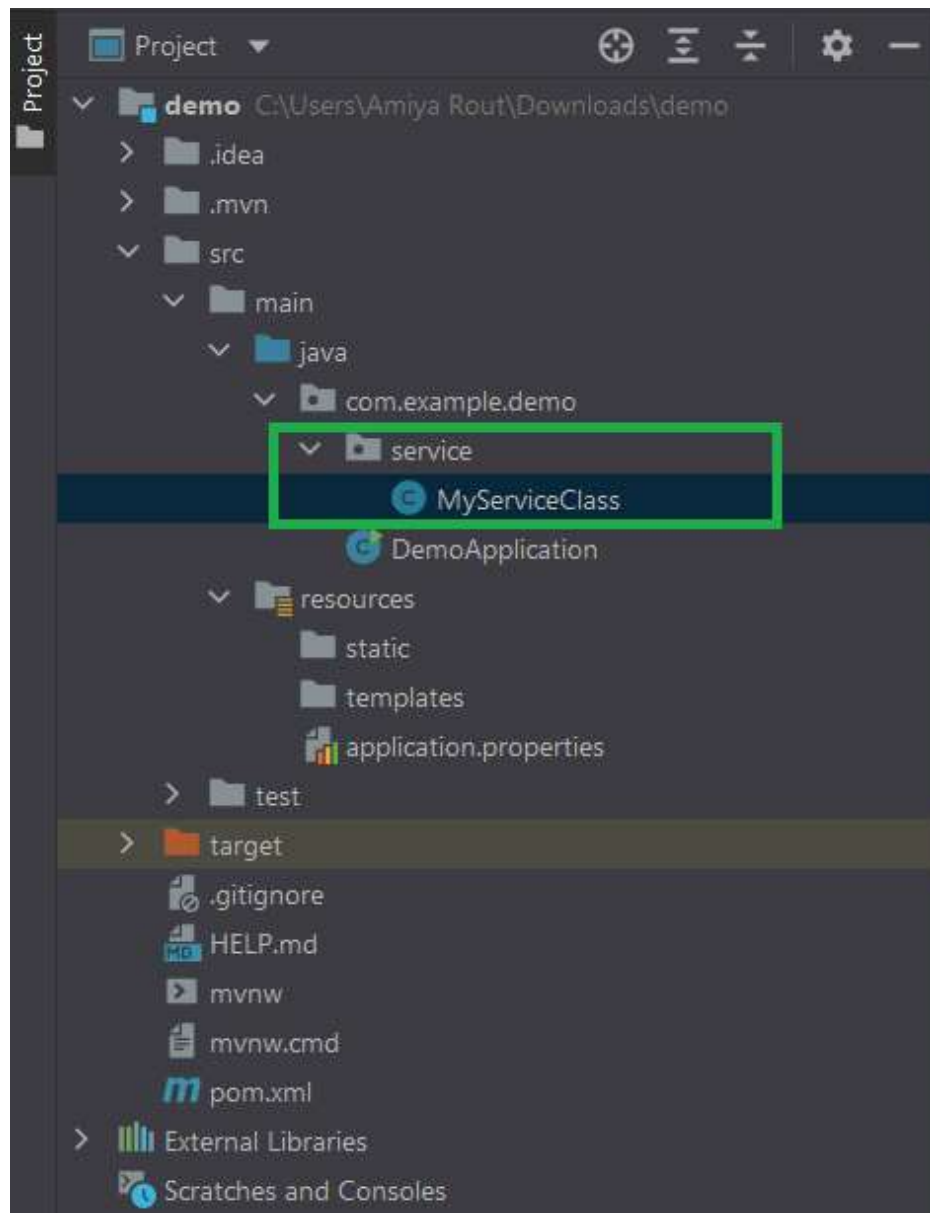 Project
Project
demo C:\Users\Amiya Rout\Downloads\demo
.idea
.mvn
src
main
java
com.example.demo
service
C MyServiceClass
C DemoApplication
resources
static
templates
application.properties
test
target
.gitignore
MD HELP.md
mvnw
mvnw.cmd
m pom.xml
External Libraries
Scratches and Consoles